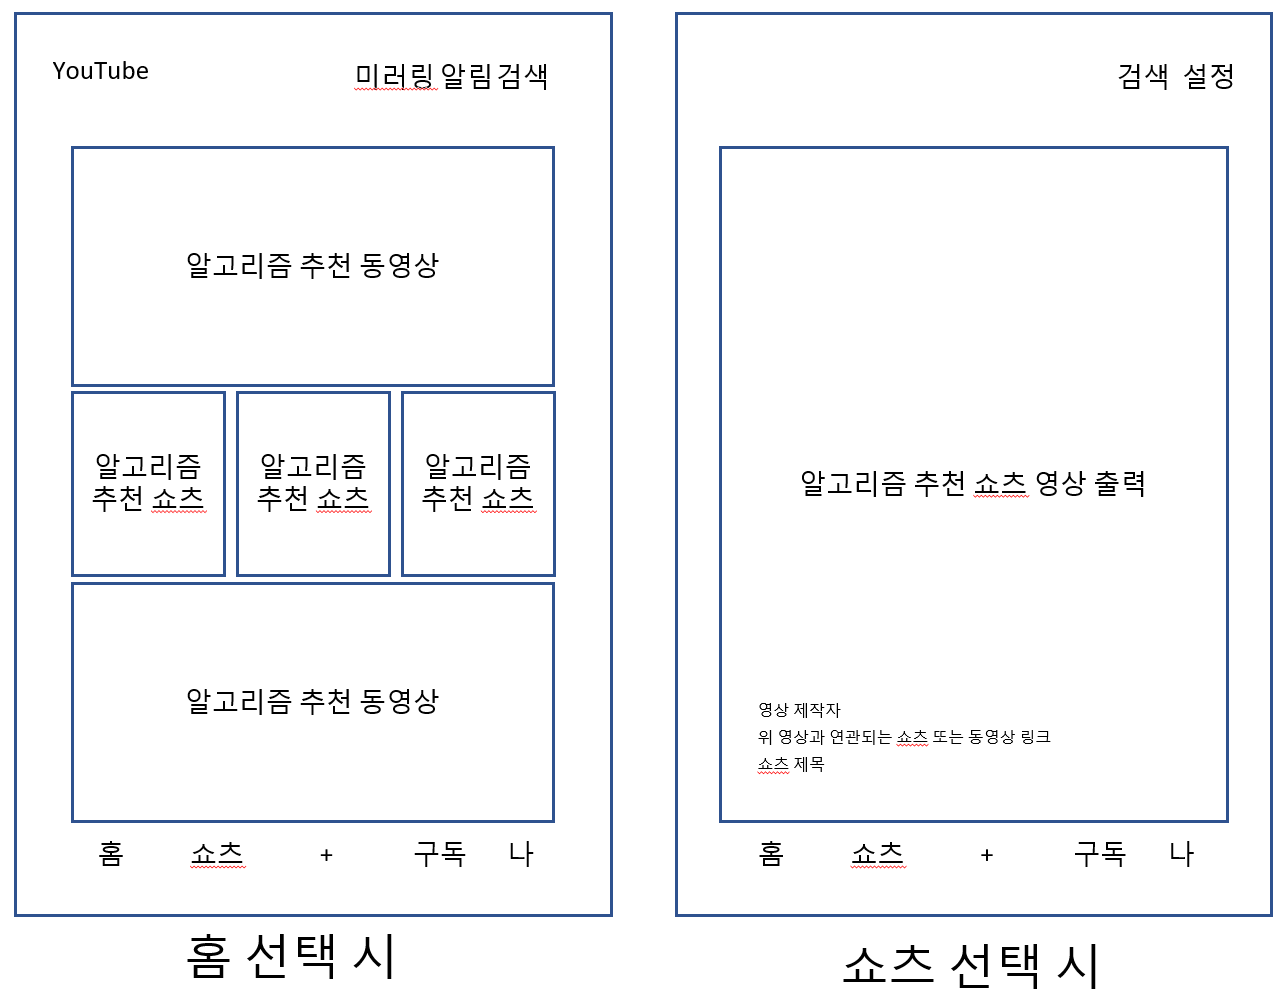 YouTube
미러링 알림 검색
알고리즘 추천 동영상
알고리즘
추천 쇼츠
알고리즘
추천 쇼츠
알고리즘
추천 쇼츠
알고리즘 추천 동영상
홈 쇼츠 + 구독 나
홈 선택 시
검색 설정
알고리즘 추천 쇼츠 영상 출력
영상 제작자
위 영상과 연관되는 쇼츠 또는 동영상 링크
쇼츠 제목
홈 쇼츠 + 구독 나
쇼츠 선택 시